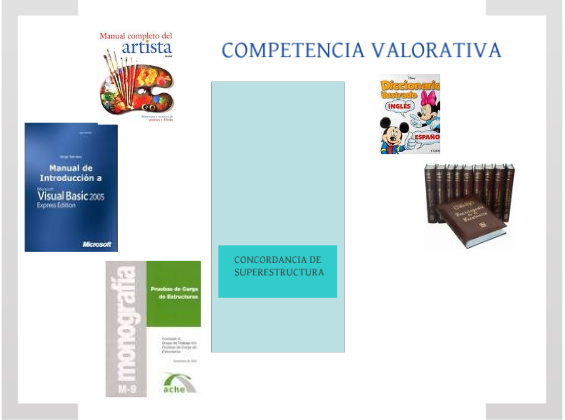 COMPETENCIA VALORATIVA
Manual completo del
artista
Diccionario
Ilustrado
INGLÉS
ESPAÑOL
Manual de
Introducción a
Microsoft
Visual Basic 2005
Express Edition
Microsoft
CONCORDANCIA DE
SUPERESTRUCTURA
monografía
M-9
Pruebas de Carga
de Estructuras
ache